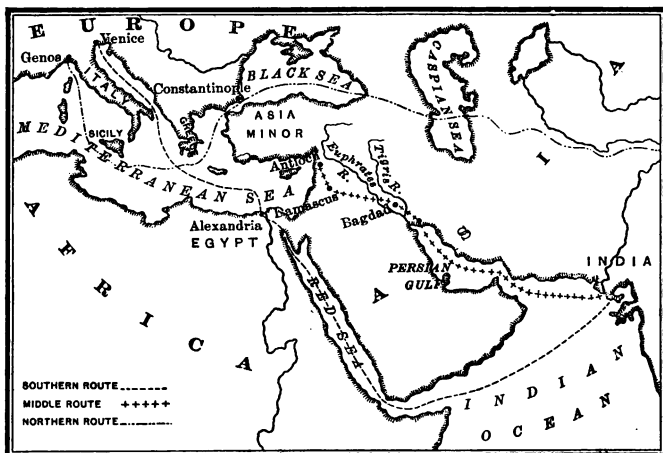 EUROPE
Venice
Genoa
ITALY
BLACK SEA
CASPIAN SEA
Constantinople
GREECE
ASIA
MINOR
SICILY
MEDITERRANEAN SEA
Antioch
Euphrates
R.
Tigris R.
Damascus
Bagdad
Alexandria
EGYPT
ASIA
INDIA
PERSIAN
GULF
AFRICA
RED SEA
INDIAN
OCEAN
SOUTHERN ROUTE
MIDDLE ROUTE
NORTHERN ROUTE